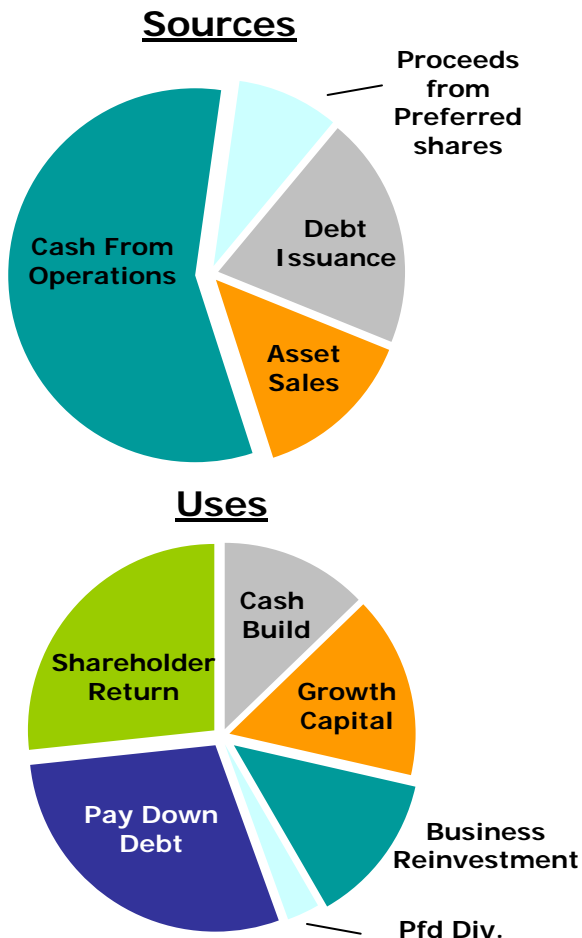 Sources
Proceeds
from
Preferred
shares
Cash From
Operations
Debt
Issuance
Asset
Sales
Uses
Cash
Build
Shareholder
Return
Growth
Capital
Pay Down
Debt
Business
Reinvestment
Pfd Div.